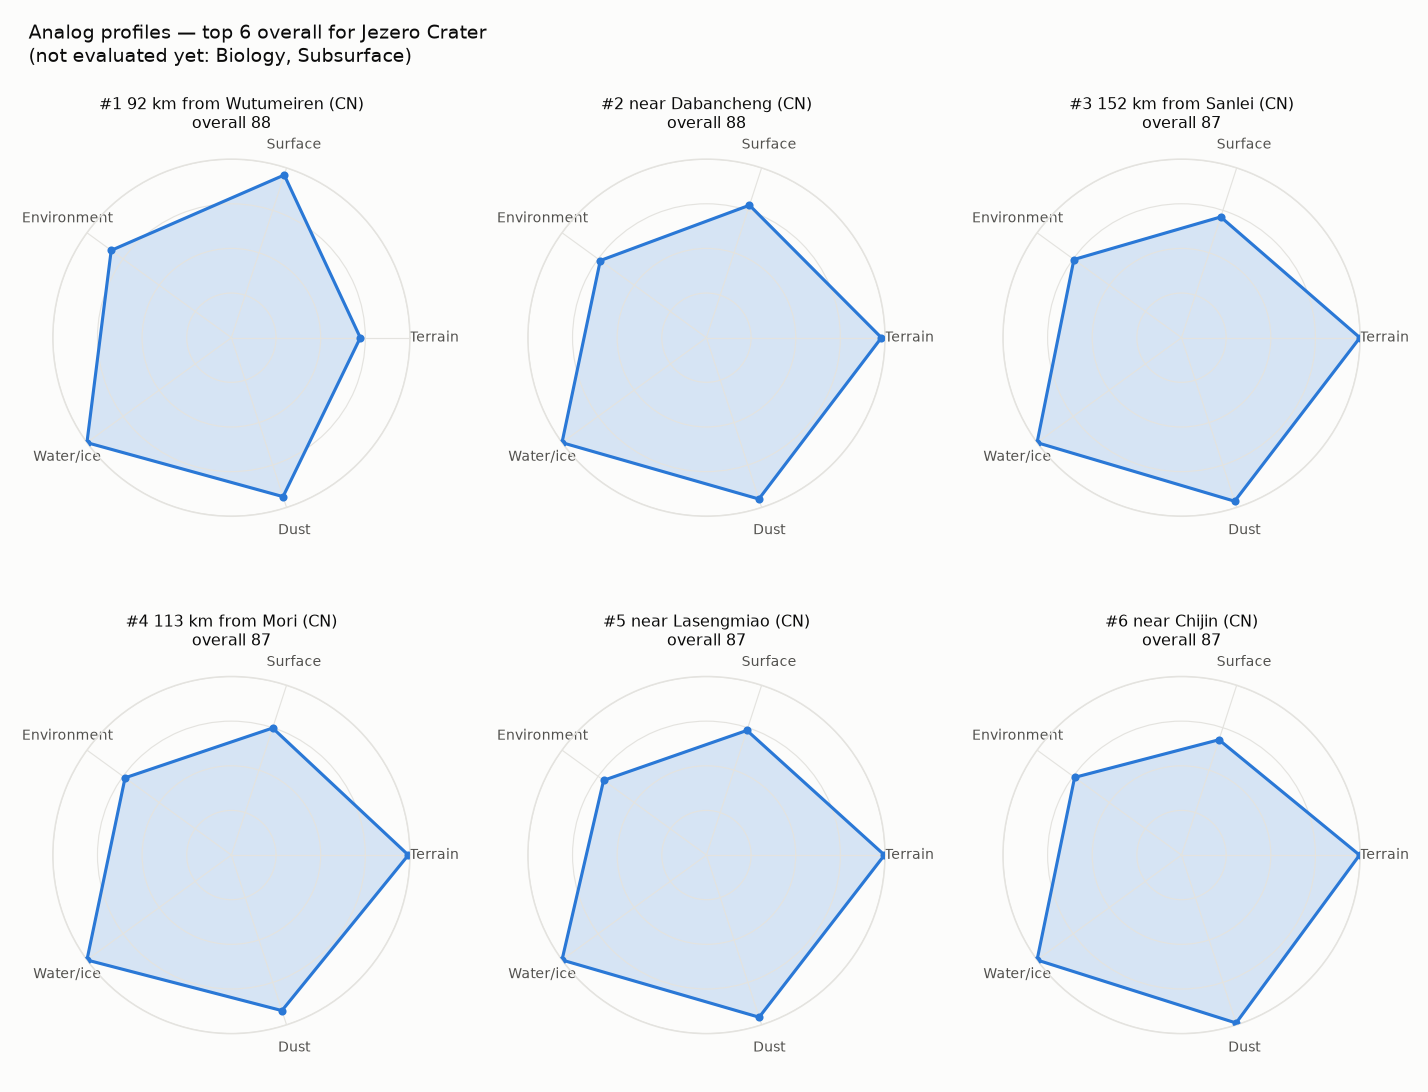 Analog profiles — top 6 overall for Jezero Crater
(not evaluated yet: Biology, Subsurface)
#1 92 km from Wutumeiren (CN)
overall 88
Surface
Environment
Terrain
Water/ice
Dust
#2 near Dabancheng (CN)
overall 88
Surface
Environment
Terrain
Water/ice
Dust
#3 152 km from Sanlei (CN)
overall 87
Surface
Environment
Terrain
Water/ice
Dust
#4 113 km from Mori (CN)
overall 87
Surface
Environment
Terrain
Water/ice
Dust
#5 near Lasengmiao (CN)
overall 87
Surface
Environment
Terrain
Water/ice
Dust
#6 near Chijin (CN)
overall 87
Surface
Environment
Terrain
Water/ice
Dust